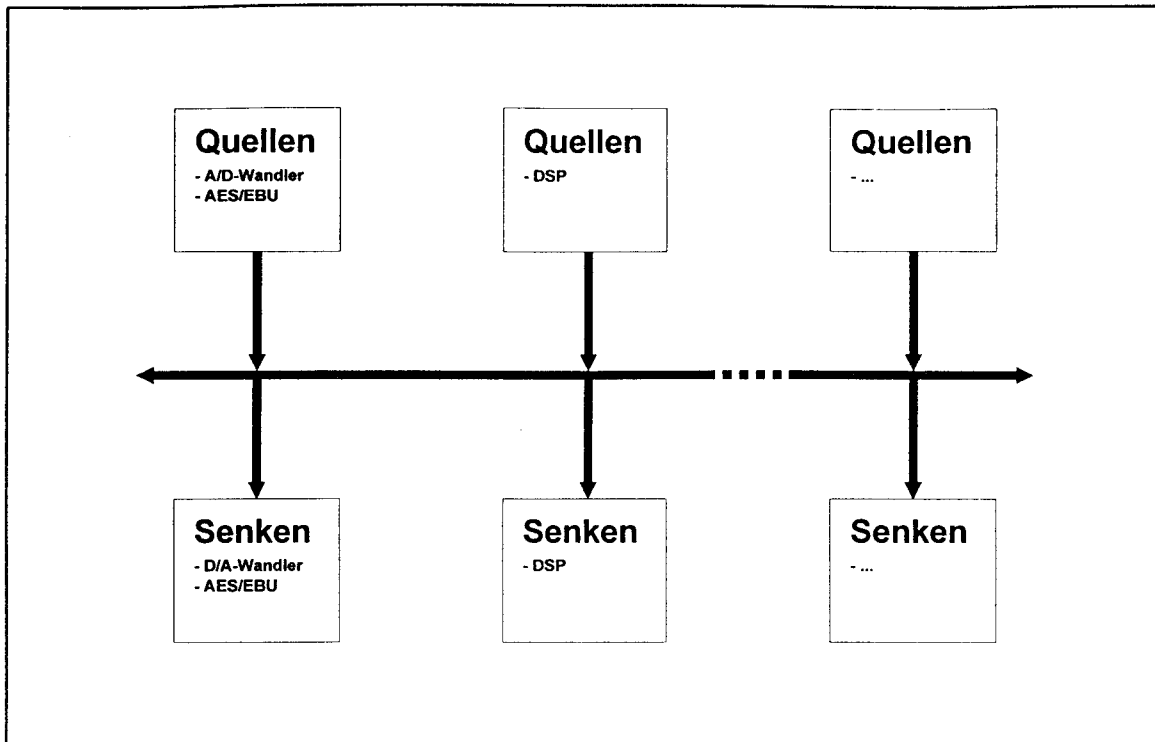 Quellen
- A/D-Wandler
- AES/EBU
Quellen
- DSP
Quellen
- ...
Senken
- D/A-Wandler
- AES/EBU
Senken
- DSP
Senken
- ...